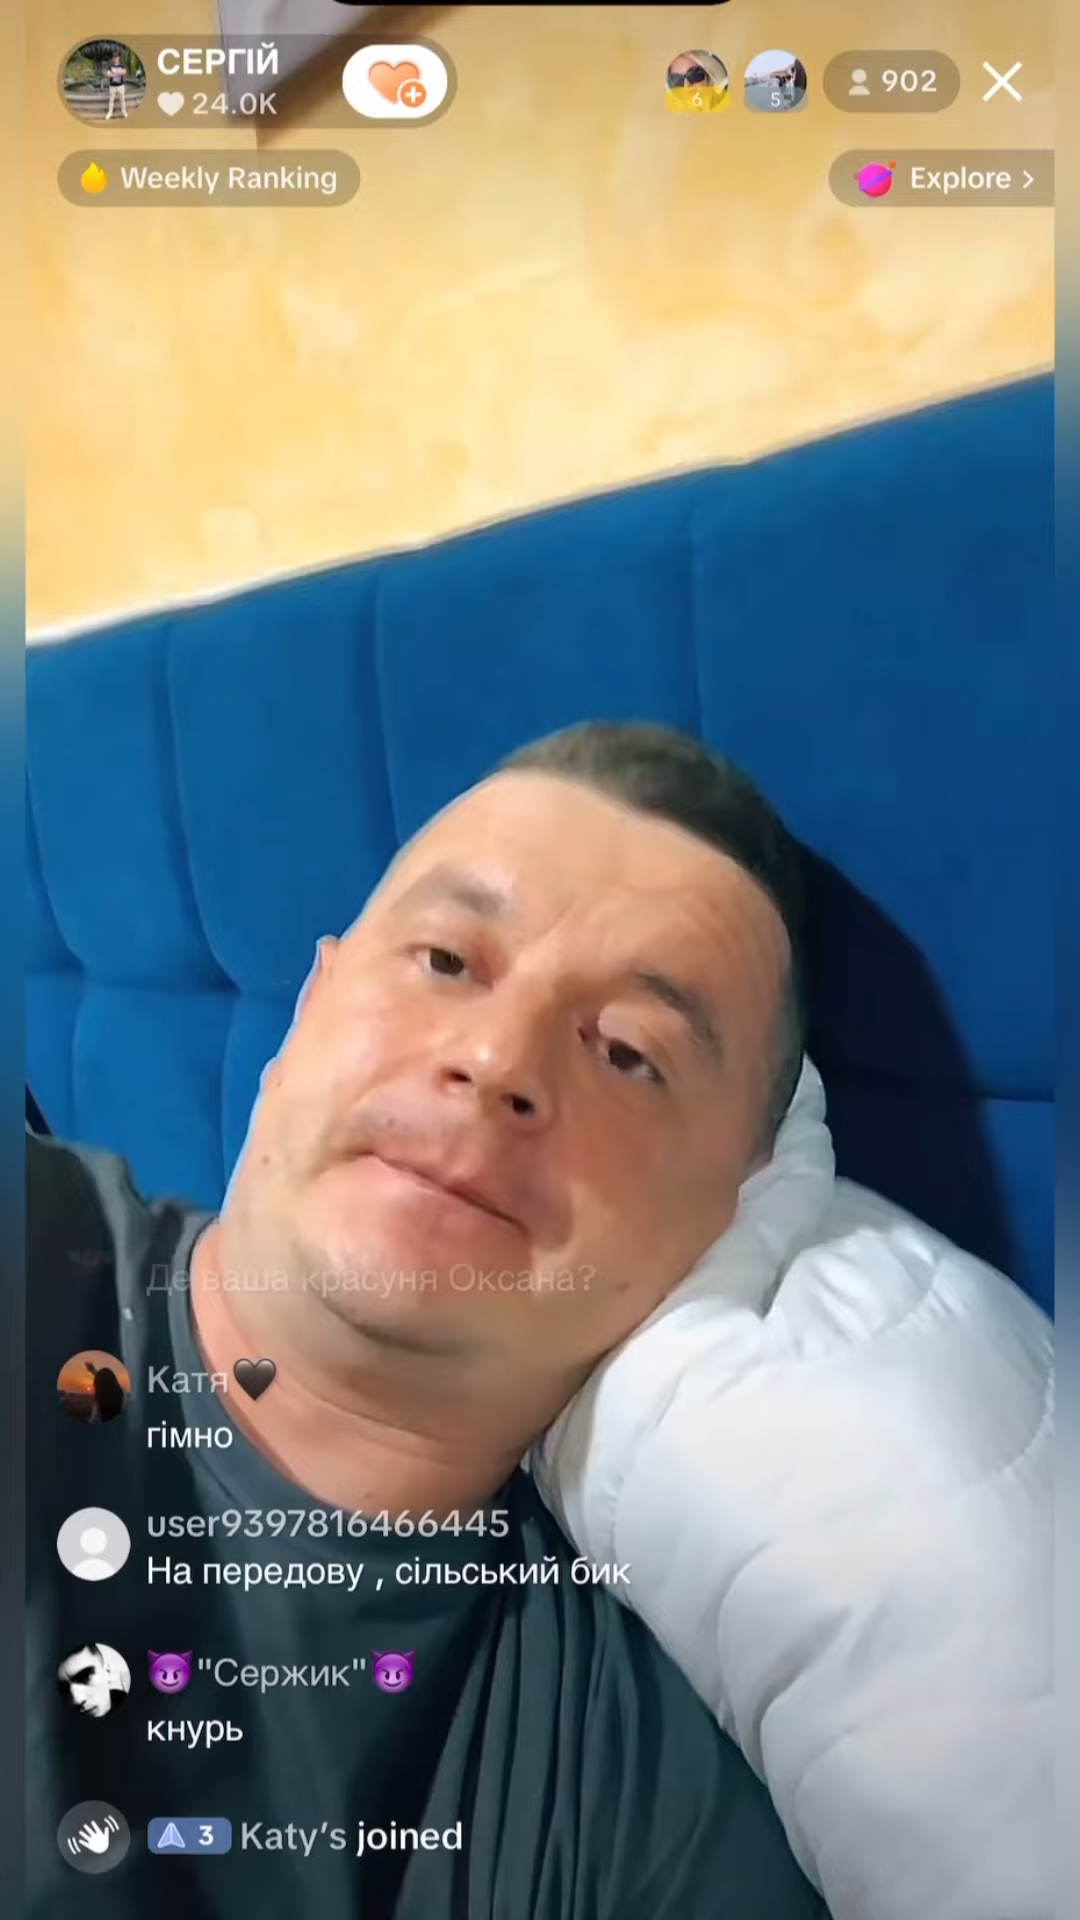 СЕРГІЙ
24.0K
6
5
902
Weekly Ranking
Explore >
Де ваша красуня Оксана?
Катя🖤
гімно
user9397816466445
На передову , сільський бик
😈"Сержик"😈
кнурь
3 Katy’s joined